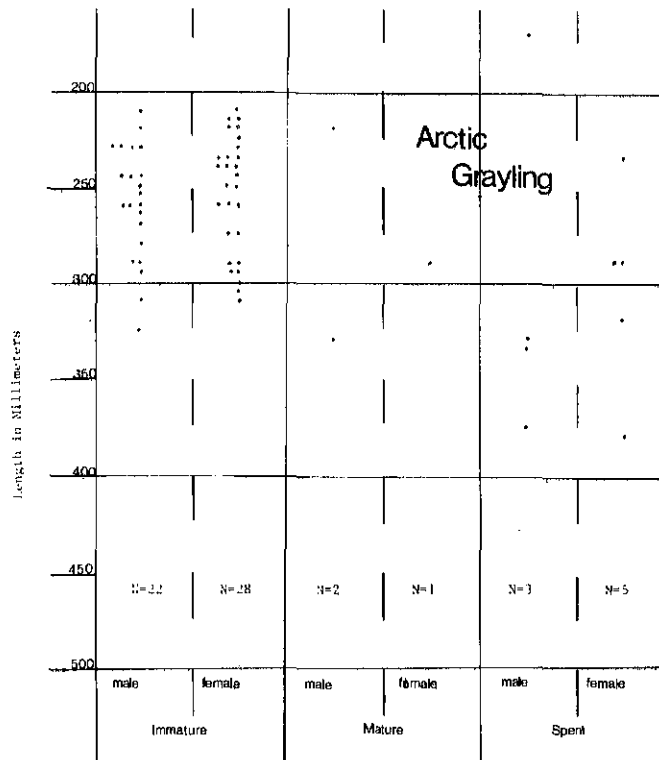 200
Arctic
Grayling
250
300
350
400
450
500
Length in Millimeters
N=22 N=28 N=2 N=1 N=3 N=5
male female male female male female
Immature Mature Spent